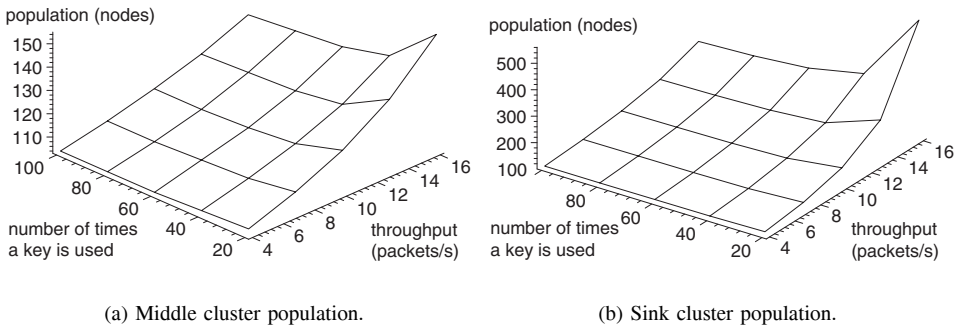 population (nodes)
150
140
130
120
110
100
80
60
40
20
4
6
8
10
12
14
16
number of times
a key is used
throughput
(packets/s)
(a) Middle cluster population.
population (nodes)
500
400
300
200
100
80
60
40
20
4
6
8
10
12
14
16
number of times
a key is used
throughput
(packets/s)
(b) Sink cluster population.